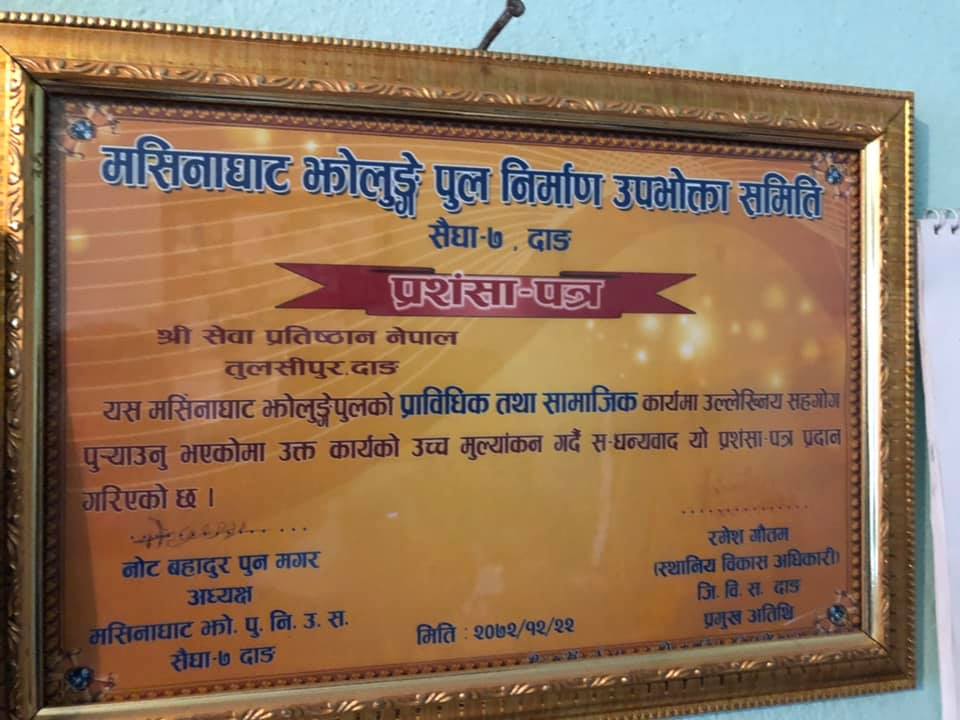 मसिनाघाट झोलुङ्गे पुल निर्माण उपभोक्ता समिति
सैघा-७ , दाङ
प्रशंसा-पत्र
श्री सेवा प्रतिष्ठान नेपाल
तुलसीपुर, दाङ
यस मसिनाघाट झोलुङ्गेपुलको प्राविधिक तथा सामाजिक कार्यमा उल्लेख्निय सहगोग
पुर्‍याउनु भएकोमा उक्त कार्यको उच्च मुल्यांकन गर्दै स-धन्यवाद यो प्रशंसा-पत्र प्रदान
गरिएको छ ।
नोट बहादुर पुन मगर
अध्यक्ष
मसिनाघाट झो. पु. नि. उ. स.
सैघा-७ दाङ
मिति : २०७२/१२/२२
रमेश गौतम
(स्थानिय विकास अधिकारी)
जि. वि. स. दाङ
प्रमुख अतिथि